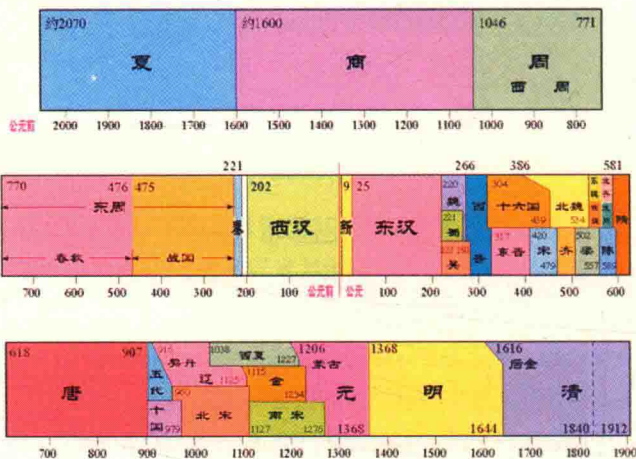 约2070 约1600 1046 771
夏 商 周
西 周
公元前 2000 1900 1800 1700 1600 1500 1400 1300 1200 1100 1000 900 800
221 266 386 581
770 476 475 202 9 25 220 304
东周 秦 西汉 新 东汉 魏 西 十六国 北魏 隋
221 蜀 439 534
317 420 502
春秋 战国 吴 晋 东晋 宋 齐 梁 陈
479 557 589
700 600 500 400 300 200 100 公元前 公元 100 200 300 400 500 600
618 907 916 1038 西夏 1206 1368 1616
契丹 1227 蒙古 后金
唐 五代 辽 1125 1115 金 元 明 清
960 1234
十国 北宋 南宋
979 1127 1276 1368 1644 1840 1912
700 800 900 1000 1100 1200 1300 1400 1500 1600 1700 1800 1900